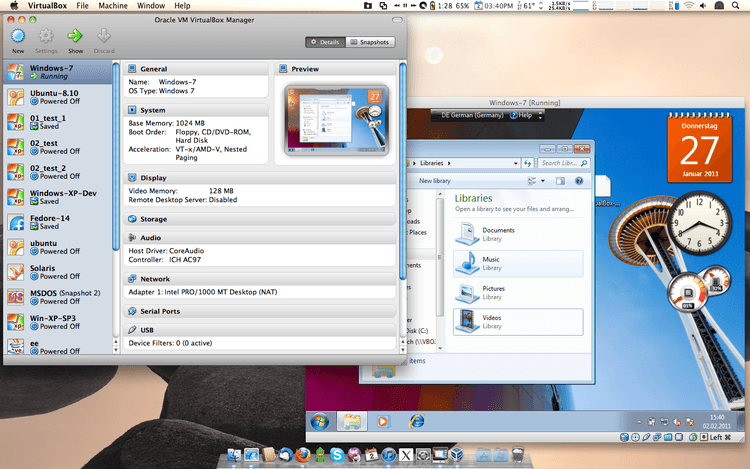 VirtualBox File Machine Window Help
1:28 65% 03:40PM 61° 1.5KB/s
25.4KB/s
Oracle VM VirtualBox Manager
New Settings Show Discard
Details Snapshots
Windows-7
Running
Ubuntu-8.10
Powered Off
01_test_1
Saved
02_test
Powered Off
02_test_2
Powered Off
Windows-XP-Dev
Saved
Fedore-14
Saved
ubuntu
Powered Off
Solaris
Powered Off
MSDOS (Snapshot 2)
Powered Off
Win-XP-SP3
Powered Off
ee
Powered Off
General
Name: Windows-7
OS Type: Windows 7
System
Base Memory: 1024 MB
Boot Order: Floppy, CD/DVD-ROM,
Hard Disk
Acceleration: VT-x/AMD-V, Nested
Paging
Preview
Display
Video Memory: 128 MB
Remote Desktop Server: Disabled
Storage
Audio
Host Driver: CoreAudio
Controller: ICH AC97
Network
Adapter 1: Intel PRO/1000 MT Desktop (NAT)
Serial Ports
USB
Device Filters: 0 (0 active)
Windows-7 [Running]
DE German (Germany) Help
Libraries
Search Libr...
New library
Libraries
Open a library to see your files and arrange...
Documents
Library
Music
Library
Pictures
Library
Videos
Library
Places
items
Donnerstag
27
Januar 2011
15:40
02.02.2011
Left ⌘